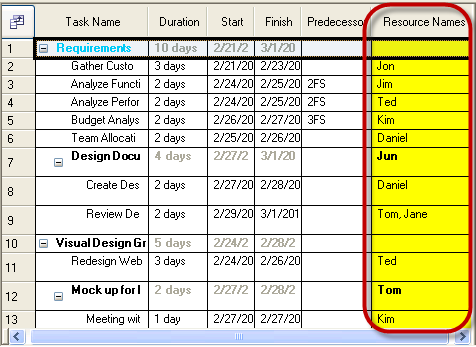 Task Name Duration Start Finish Predecesso Resource Names
1 Requirements 10 days 2/21/2 3/1/20
2 Gather Custo 3 days 2/21/20 2/23/20 Jon
3 Analyze Functi 2 days 2/24/20 2/25/20 2FS Jim
4 Analyze Perfor 2 days 2/24/20 2/25/20 2FS Ted
5 Budget Analys 2 days 2/26/20 2/27/20 3FS Kim
6 Team Allocati 2 days 2/25/20 2/26/20 Daniel
7 Design Docu 4 days 2/27/2 3/1/20 Jun
8 Create Des 2 days 2/27/20 2/28/20 Daniel
9 Review De 2 days 2/29/20 3/1/201 Tom, Jane
10 Visual Design Gr 5 days 2/24/2 2/28/2
11 Redesign Web 3 days 2/24/20 2/26/20 Ted
12 Mock up for I 2 days 2/27/2 2/28/2 Tom
13 Meeting wit 1 day 2/27/20 2/27/20 Kim